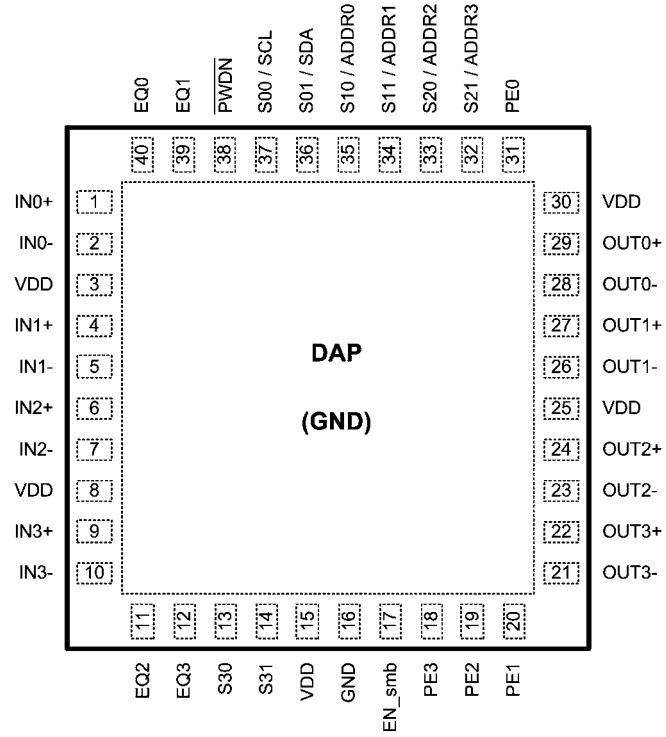 EQ0
EQ1
PWDN
S00 / SCL
S01 / SDA
S10 / ADDR0
S11 / ADDR1
S20 / ADDR2
S21 / ADDR3
PE0
40
39
38
37
36
35
34
33
32
31
IN0+ 1
30 VDD
IN0- 2
29 OUT0+
VDD 3
28 OUT0-
IN1+ 4
27 OUT1+
IN1- 5
26 OUT1-
IN2+ 6
25 VDD
IN2- 7
24 OUT2+
VDD 8
23 OUT2-
IN3+ 9
22 OUT3+
IN3- 10
21 OUT3-
DAP
(GND)
11
12
13
14
15
16
17
18
19
20
EQ2
EQ3
S30
S31
VDD
GND
EN_smb
PE3
PE2
PE1